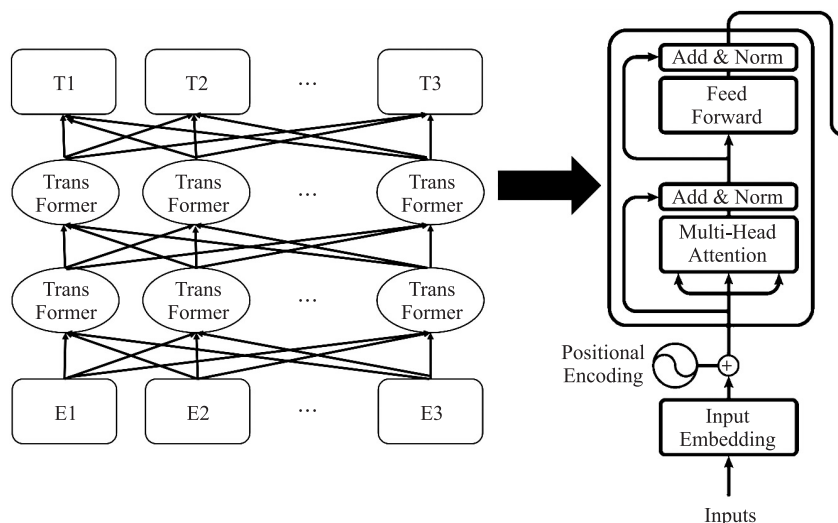 T1
T2
...
T3
Trans
Former
Trans
Former
...
Trans
Former
Trans
Former
Trans
Former
...
Trans
Former
E1
E2
...
E3
Add & Norm
Feed
Forward
Add & Norm
Multi-Head
Attention
Positional
Encoding
+
Input
Embedding
Inputs